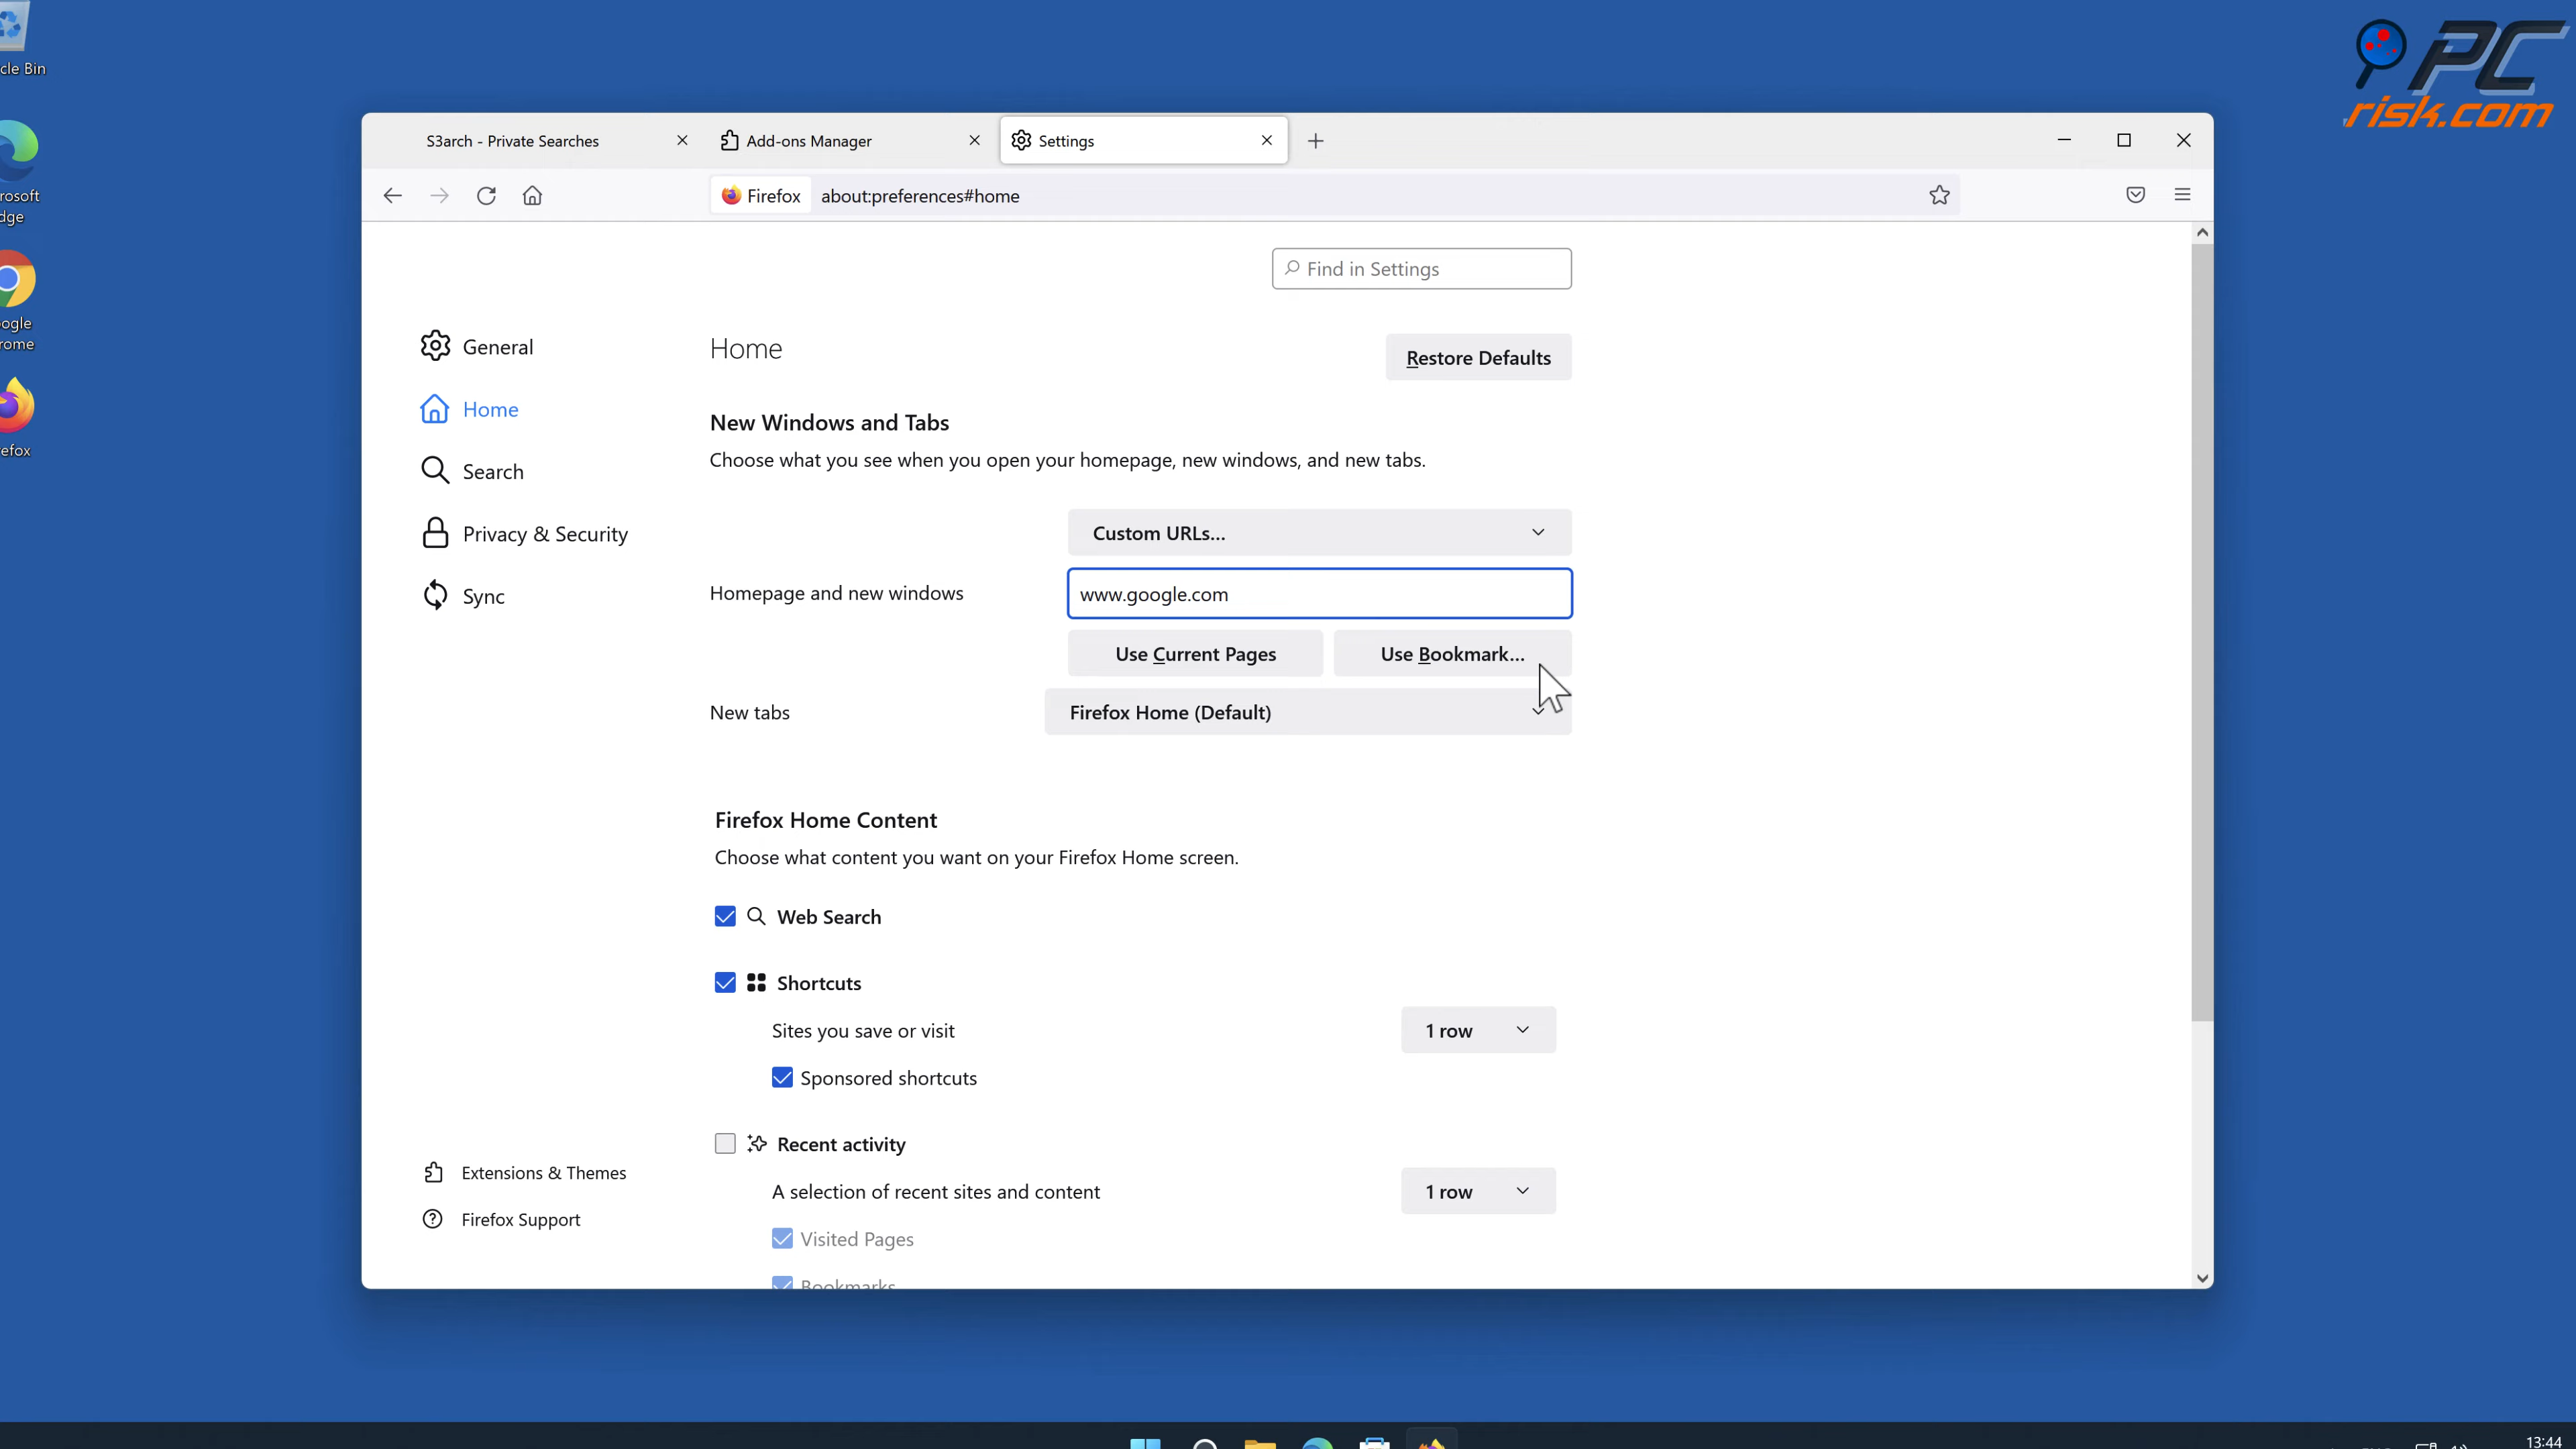 cle Bin
rosoft
dge
ogle
rome
efox
PC
risk.com
S3arch - Private Searches
Add-ons Manager
Settings
Firefox
about:preferences#home
Find in Settings
General
Home
Search
Privacy & Security
Sync
Extensions & Themes
Firefox Support
Home
Restore Defaults
New Windows and Tabs
Choose what you see when you open your homepage, new windows, and new tabs.
Custom URLs...
Homepage and new windows
www.google.com
Use Current Pages
Use Bookmark...
New tabs
Firefox Home (Default)
Firefox Home Content
Choose what content you want on your Firefox Home screen.
Web Search
Shortcuts
Sites you save or visit
1 row
Sponsored shortcuts
Recent activity
A selection of recent sites and content
1 row
Visited Pages
Bookmarks
13:44